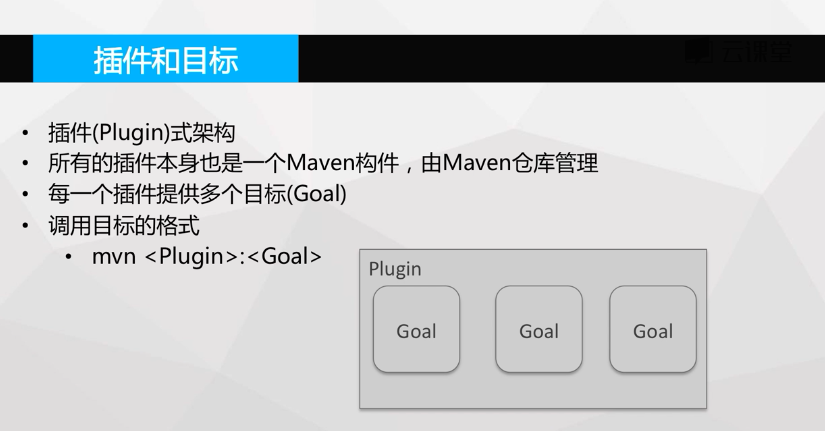 插件和目标
云课堂
• 插件(Plugin)式架构
• 所有的插件本身也是一个Maven构件，由Maven仓库管理
• 每一个插件提供多个目标(Goal)
• 调用目标的格式
• mvn <Plugin>:<Goal>
Plugin
Goal Goal Goal